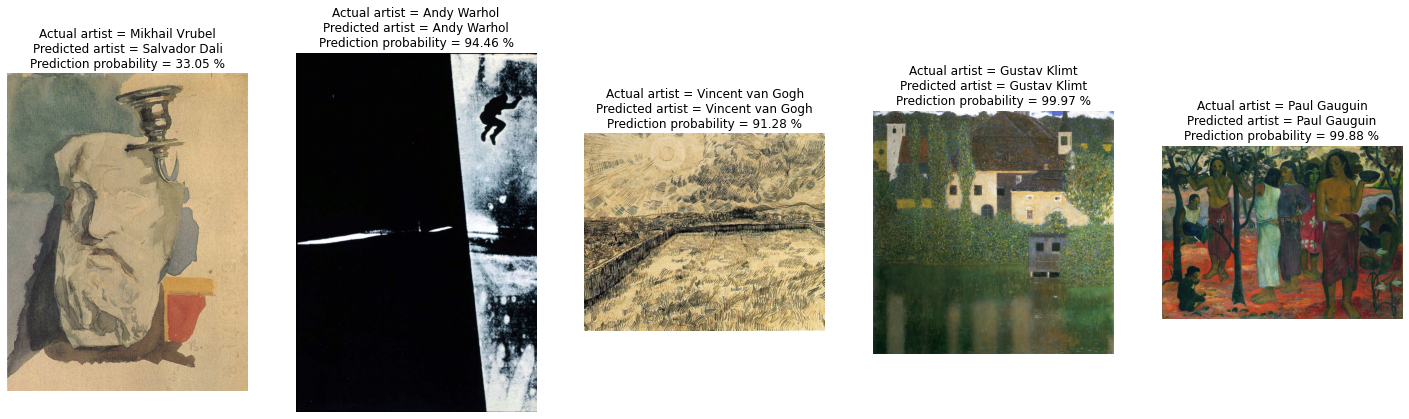 Actual artist = Mikhail Vrubel
Predicted artist = Salvador Dali
Prediction probability = 33.05 %
Actual artist = Andy Warhol
Predicted artist = Andy Warhol
Prediction probability = 94.46 %
Actual artist = Vincent van Gogh
Predicted artist = Vincent van Gogh
Prediction probability = 91.28 %
Actual artist = Gustav Klimt
Predicted artist = Gustav Klimt
Prediction probability = 99.97 %
Actual artist = Paul Gauguin
Predicted artist = Paul Gauguin
Prediction probability = 99.88 %